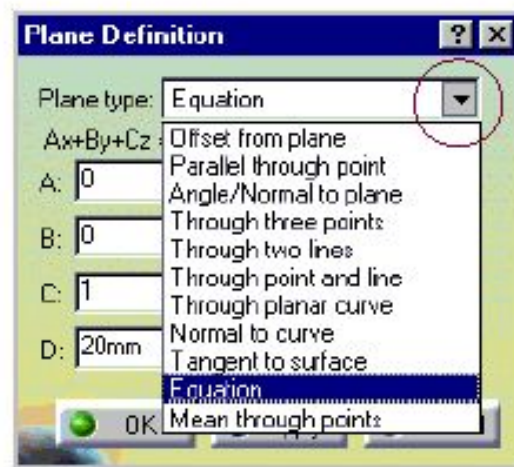 Plane Definition ? ×
Plane type: Equation
Ax+By+Cz =
Offset from plane
Parallel through point
A: 0
Angle/Normal to plane
Through three points
B: 0
Through two lines
Through point and line
C: 1
Through planar curve
Normal to curve
D: 20mm
Tangent to surface
Equation
OK
Mean through points